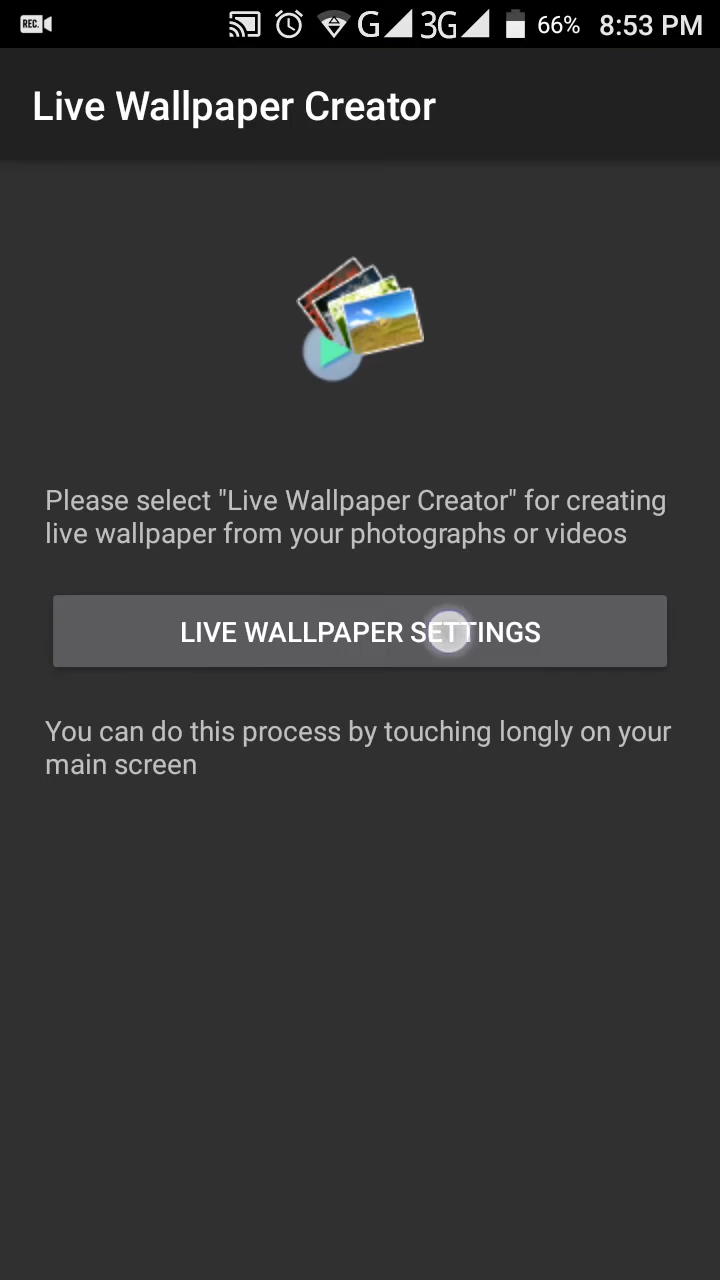 REC.
G 3G 66% 8:53 PM
Live Wallpaper Creator
Please select "Live Wallpaper Creator" for creating
live wallpaper from your photographs or videos
LIVE WALLPAPER SETTINGS
You can do this process by touching longly on your
main screen